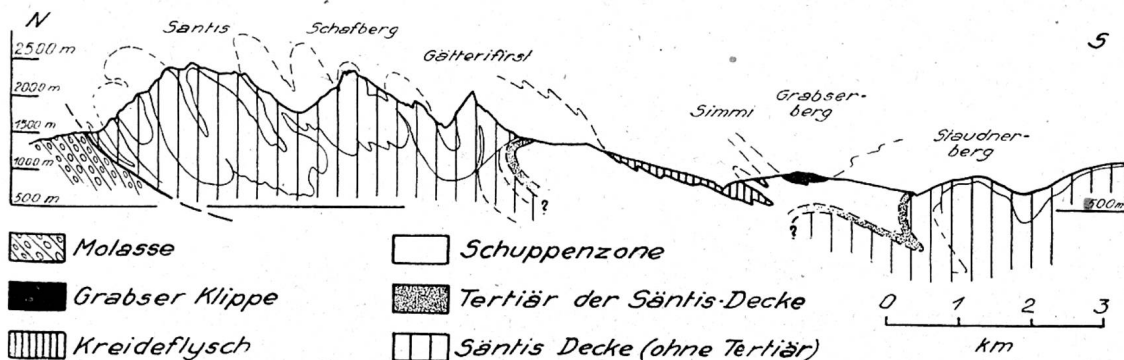 N
S
Säntis
Schafberg
Gätterifirst
Simmi
Grabser-
berg
Staudner-
berg
2500 m
2000 m
1500 m
1000 m
500 m
500 m
?
?
Molasse
Grabser Klippe
Kreideflysch
Schuppenzone
Tertiär der Säntis-Decke
Säntis Decke (ohne Tertiär)
0 1 2 3
km